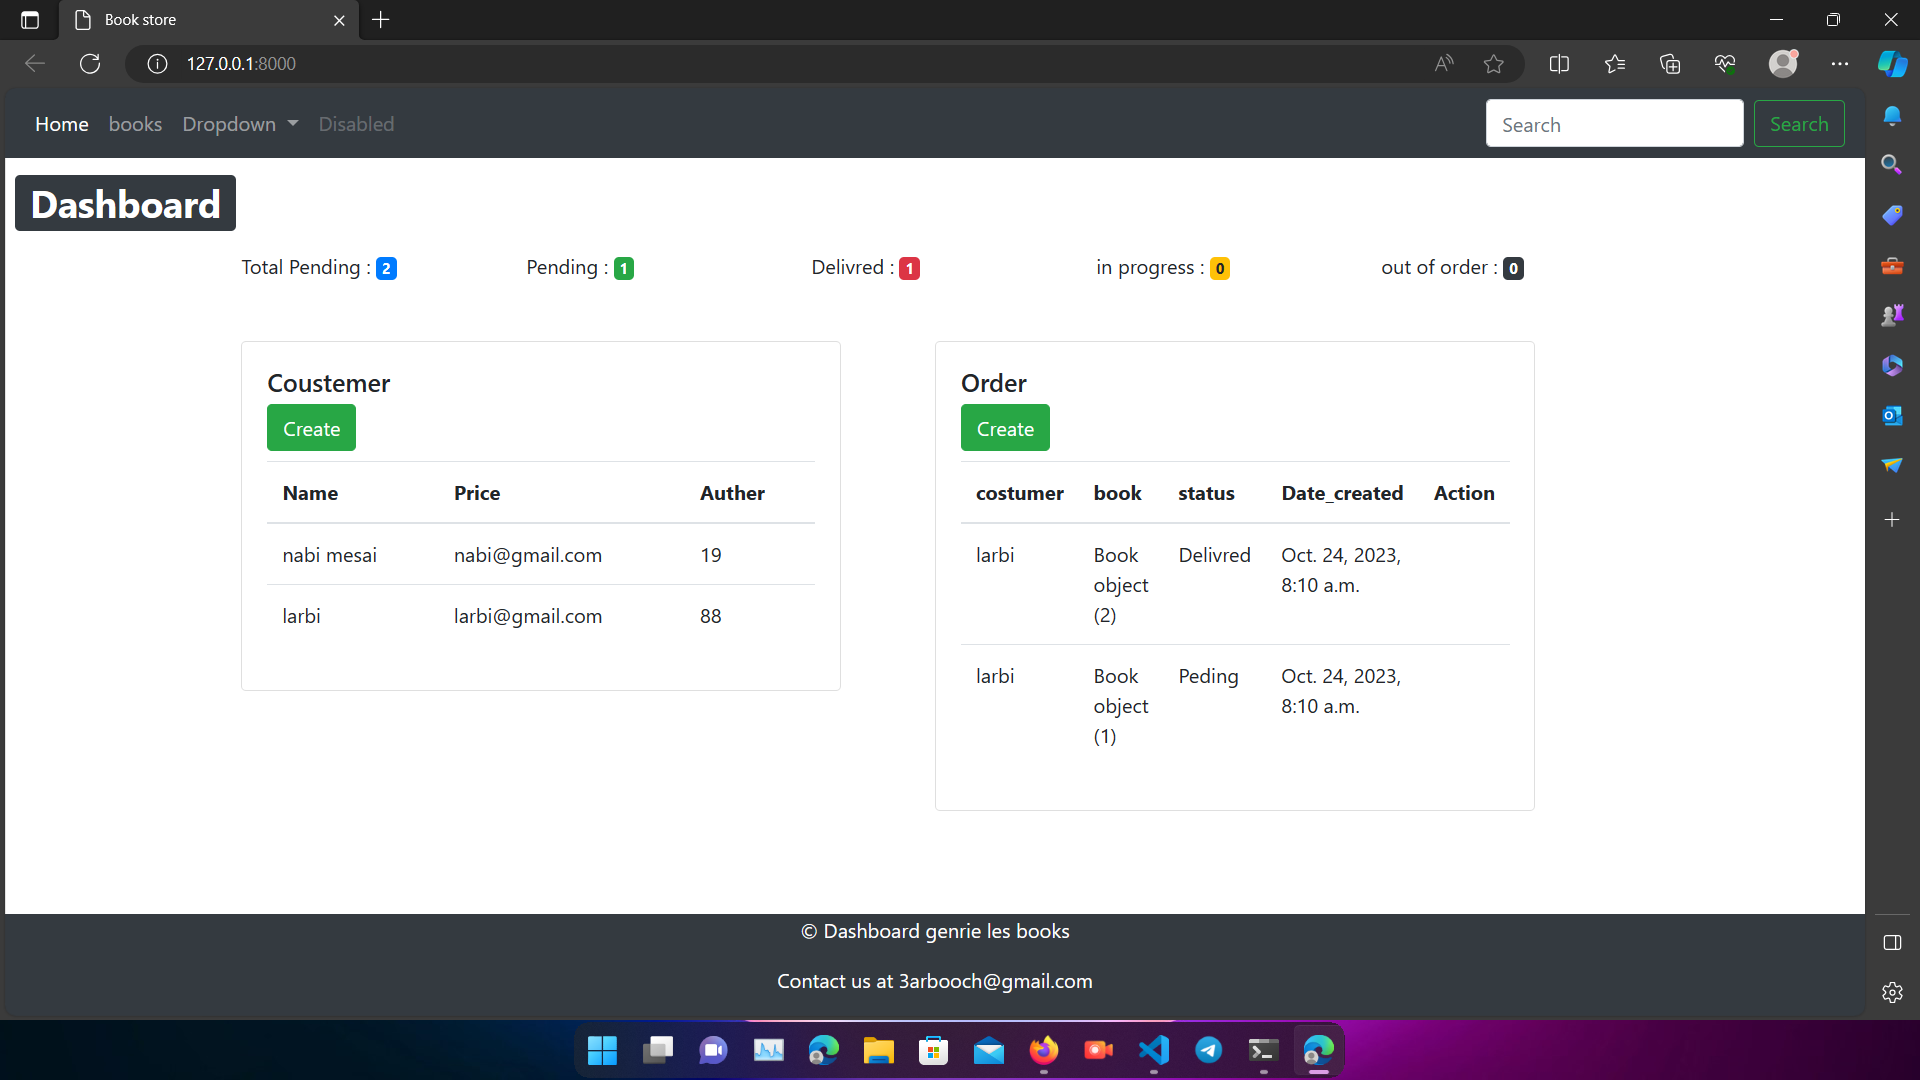 Book store
127.0.0.1:8000
Home books Dropdown Disabled Search Search
Dashboard
Total Pending : 2 Pending : 1 Delivred : 1 in progress : 0 out of order : 0
Coustemer
Create
Name Price Auther
nabi mesai nabi@gmail.com 19
larbi larbi@gmail.com 88
Order
Create
costumer book status Date_created Action
larbi Book Delivred Oct. 24, 2023,
object 8:10 a.m.
(2)
larbi Book Peding Oct. 24, 2023,
object 8:10 a.m.
(1)
© Dashboard genrie les books
Contact us at 3arbooch@gmail.com